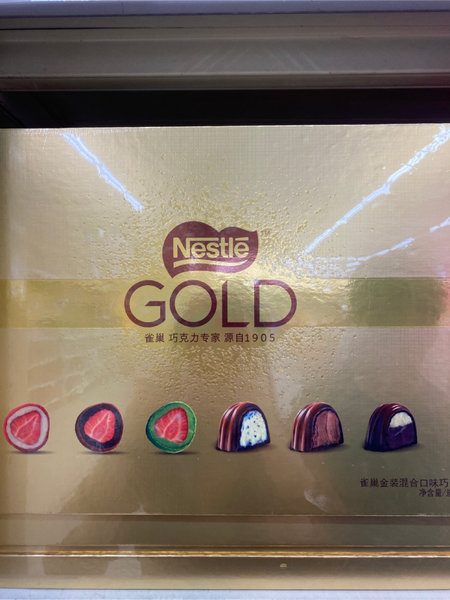 Nestlé
GOLD
雀巢 巧克力专家 源自1905
雀巢金装混合口味巧
净含量/